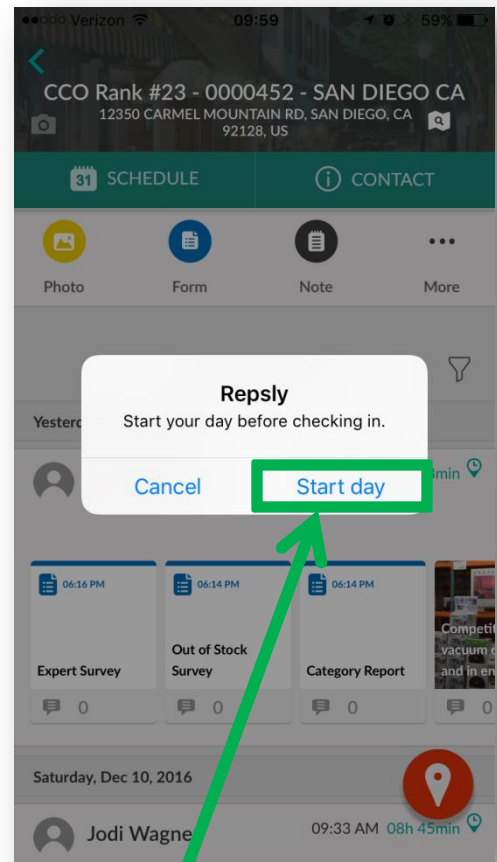 Verizon 09:59 59%
CCO Rank #23 - 0000452 - SAN DIEGO CA
12350 CARMEL MOUNTAIN RD, SAN DIEGO, CA
92128, US
31 SCHEDULE CONTACT
Photo Form Note More
Repsly
Start your day before checking in.
Cancel Start day
06:16 PM 06:14 PM 06:14 PM
Out of Stock
Expert Survey Survey Category Report
and in
0 0 0 0
Saturday, Dec 10, 2016
Jodi 09:33 AM 08h 45min